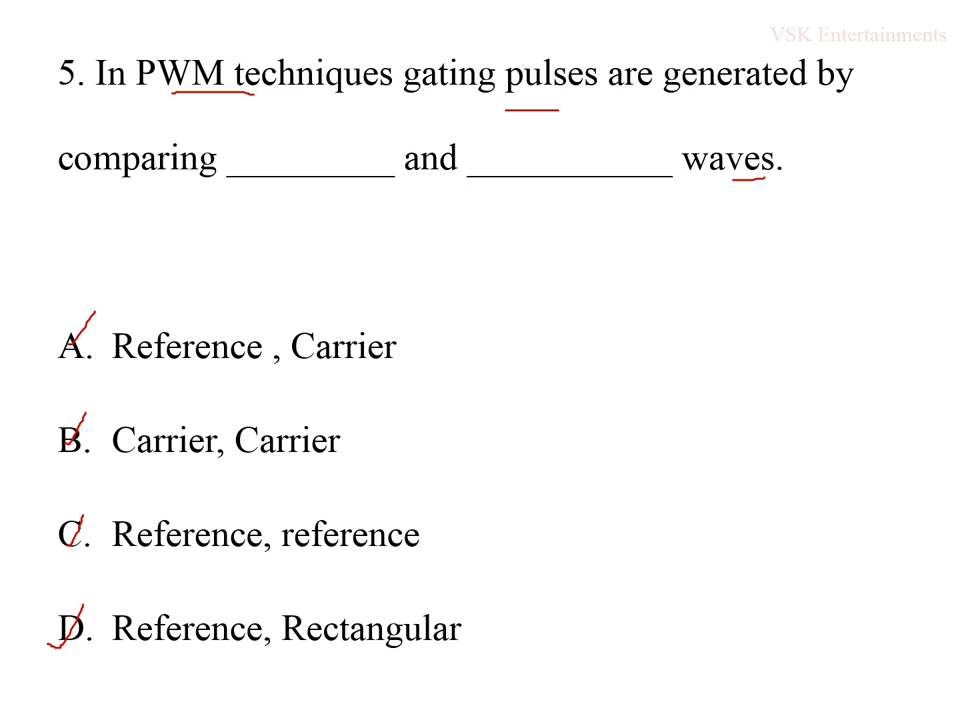 VSK Entertainments
5. In PWM techniques gating pulses are generated by
comparing _________ and ___________ waves.
A. Reference , Carrier
B. Carrier, Carrier
C. Reference, reference
D. Reference, Rectangular